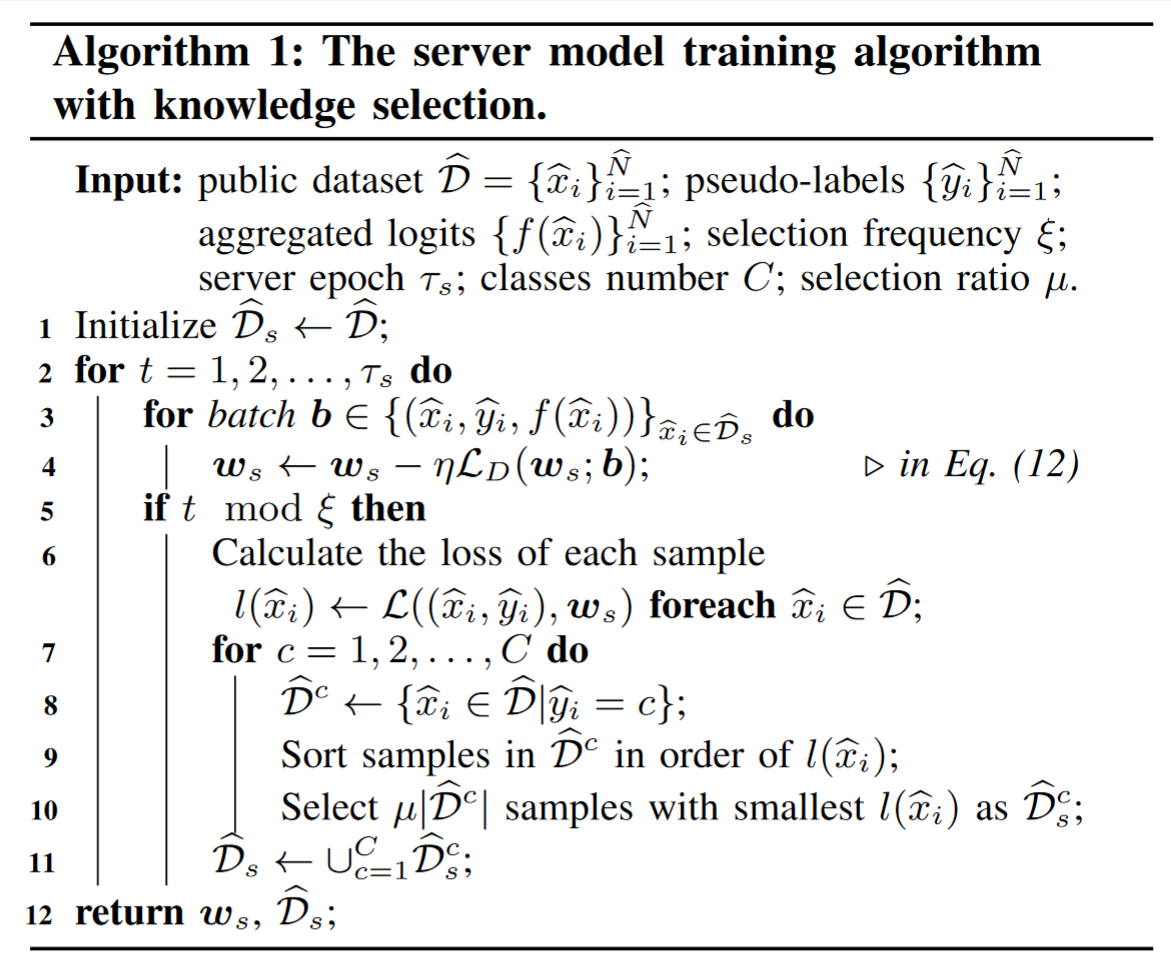 Algorithm 1: The server model training algorithm
with knowledge selection.
Input: public dataset $\widehat{\mathcal{D}} = \{\widehat{x}_i\}_{i=1}^{\widehat{N}}$; pseudo-labels $\{\widehat{y}_i\}_{i=1}^{\widehat{N}}$;
aggregated logits $\{f(\widehat{x}_i)\}_{i=1}^{\widehat{N}}$; selection frequency $\xi$;
server epoch $\tau_s$; classes number $C$; selection ratio $\mu$.
1 Initialize $\widehat{\mathcal{D}}_s \leftarrow \widehat{\mathcal{D}}$;
2 for $t = 1, 2, \ldots, \tau_s$ do
3 for batch $\boldsymbol{b} \in \{(\widehat{x}_i, \widehat{y}_i, f(\widehat{x}_i))\}_{\widehat{x}_i \in \widehat{\mathcal{D}}_s}$ do
4 $\boldsymbol{w}_s \leftarrow \boldsymbol{w}_s - \eta \mathcal{L}_D(\boldsymbol{w}_s; \boldsymbol{b})$; ▷ in Eq. (12)
5 if $t \mod \xi$ then
6 Calculate the loss of each sample
$l(\widehat{x}_i) \leftarrow \mathcal{L}((\widehat{x}_i, \widehat{y}_i), \boldsymbol{w}_s)$ foreach $\widehat{x}_i \in \widehat{\mathcal{D}}$;
7 for $c = 1, 2, \ldots, C$ do
8 $\widehat{\mathcal{D}}^c \leftarrow \{\widehat{x}_i \in \widehat{\mathcal{D}} | \widehat{y}_i = c\}$;
9 Sort samples in $\widehat{\mathcal{D}}^c$ in order of $l(\widehat{x}_i)$;
10 Select $\mu|\widehat{\mathcal{D}}^c|$ samples with smallest $l(\widehat{x}_i)$ as $\widehat{\mathcal{D}}_s^c$;
11 $\widehat{\mathcal{D}}_s \leftarrow \cup_{c=1}^{C} \widehat{\mathcal{D}}_s^c$;
12 return $\boldsymbol{w}_s$, $\widehat{\mathcal{D}}_s$;